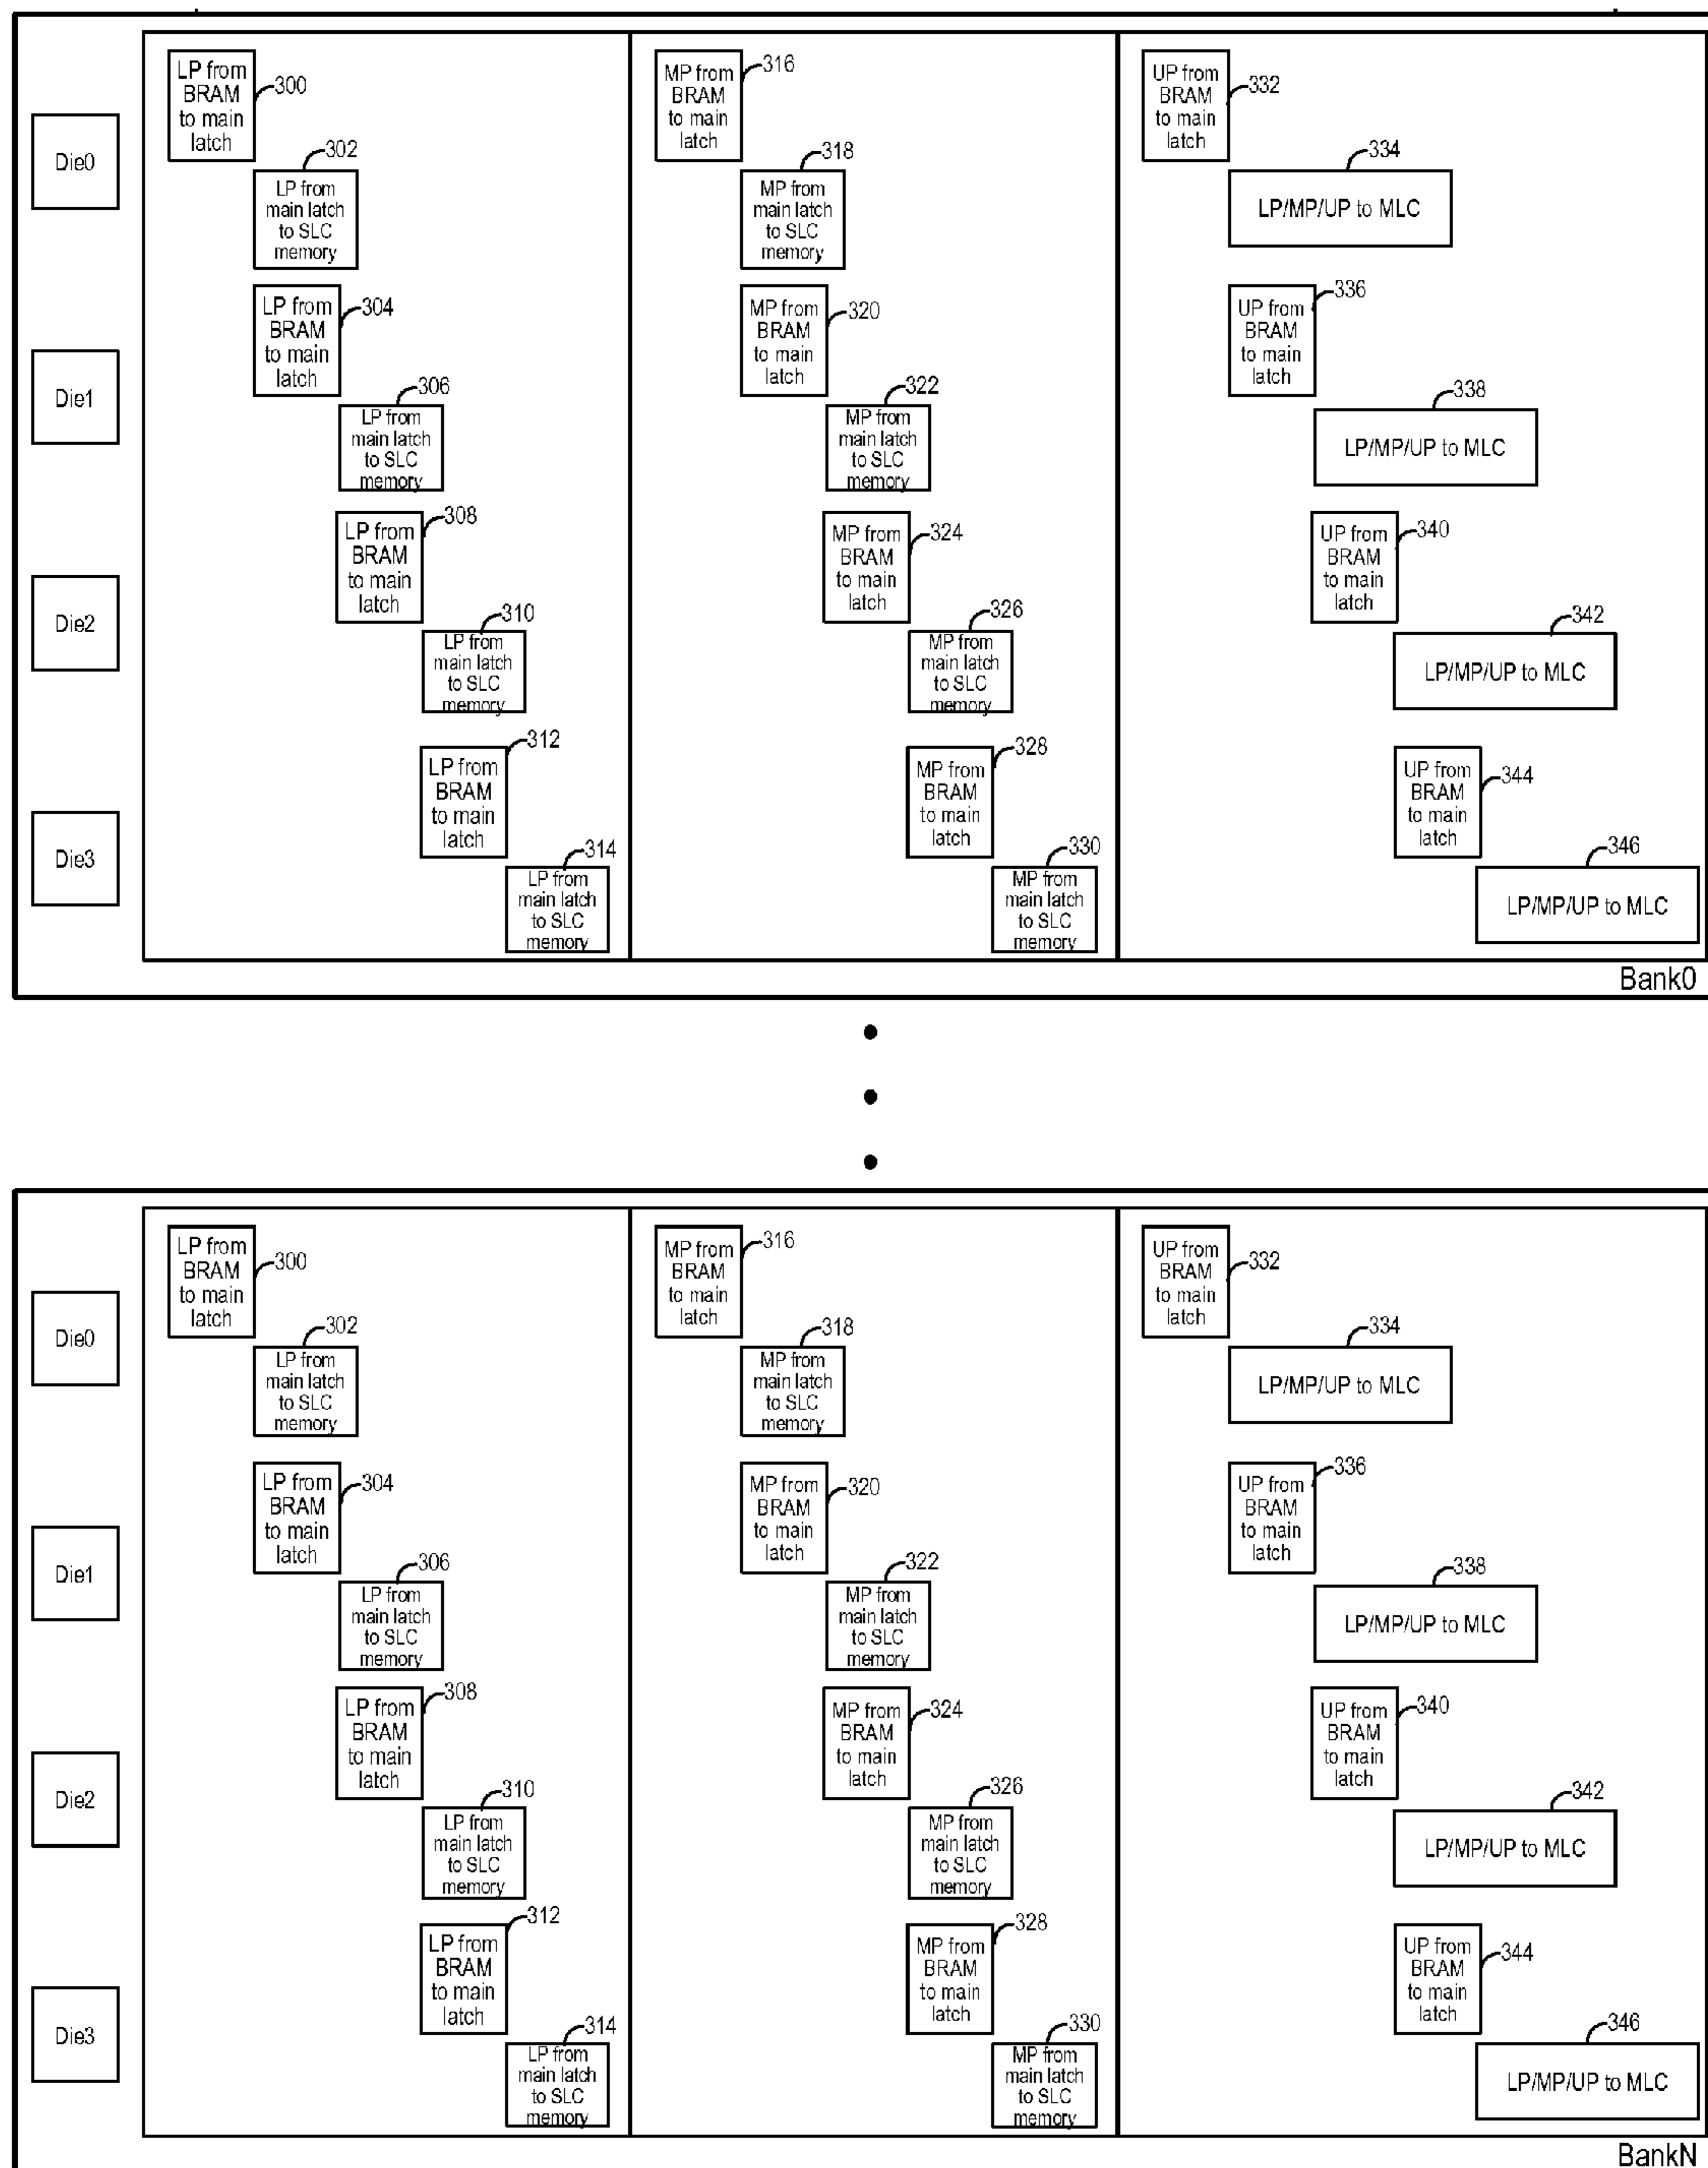 LP from
BRAM
to main
latch
300
MP from
BRAM
to main
latch
316
UP from
BRAM
to main
latch
332
Die0
302
LP from
main latch
to SLC
memory
318
MP from
main latch
to SLC
memory
334
LP/MP/UP to MLC
LP from
BRAM
to main
latch
304
MP from
BRAM
to main
latch
320
UP from
BRAM
to main
latch
336
Die1
306
LP from
main latch
to SLC
memory
322
MP from
main latch
to SLC
memory
338
LP/MP/UP to MLC
LP from
BRAM
to main
latch
308
MP from
BRAM
to main
latch
324
UP from
BRAM
to main
latch
340
Die2
310
LP from
main latch
to SLC
memory
326
MP from
main latch
to SLC
memory
342
LP/MP/UP to MLC
LP from
BRAM
to main
latch
312
MP from
BRAM
to main
latch
328
UP from
BRAM
to main
latch
344
Die3
314
LP from
main latch
to SLC
memory
330
MP from
main latch
to SLC
memory
346
LP/MP/UP to MLC
Bank0
LP from
BRAM
to main
latch
300
MP from
BRAM
to main
latch
316
UP from
BRAM
to main
latch
332
Die0
302
LP from
main latch
to SLC
memory
318
MP from
main latch
to SLC
memory
334
LP/MP/UP to MLC
LP from
BRAM
to main
latch
304
MP from
BRAM
to main
latch
320
UP from
BRAM
to main
latch
336
Die1
306
LP from
main latch
to SLC
memory
322
MP from
main latch
to SLC
memory
338
LP/MP/UP to MLC
LP from
BRAM
to main
latch
308
MP from
BRAM
to main
latch
324
UP from
BRAM
to main
latch
340
Die2
310
LP from
main latch
to SLC
memory
326
MP from
main latch
to SLC
memory
342
LP/MP/UP to MLC
LP from
BRAM
to main
latch
312
MP from
BRAM
to main
latch
328
UP from
BRAM
to main
latch
344
Die3
314
LP from
main latch
to SLC
memory
330
MP from
main latch
to SLC
memory
346
LP/MP/UP to MLC
BankN